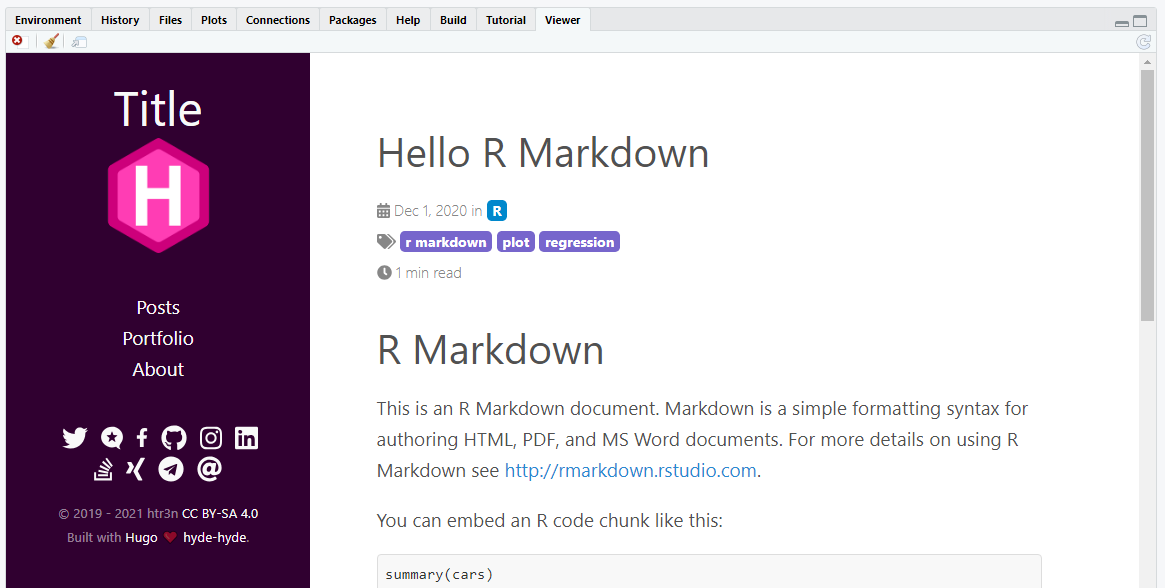 Environment History Files Plots Connections Packages Help Build Tutorial Viewer
Title
H
Posts
Portfolio
About
© 2019 - 2021 htr3n CC BY-SA 4.0
Built with Hugo ❤ hyde-hyde.
Hello R Markdown
Dec 1, 2020 in R
r markdown plot regression
1 min read
R Markdown
This is an R Markdown document. Markdown is a simple formatting syntax for
authoring HTML, PDF, and MS Word documents. For more details on using R
Markdown see http://rmarkdown.rstudio.com.
You can embed an R code chunk like this:
summary(cars)